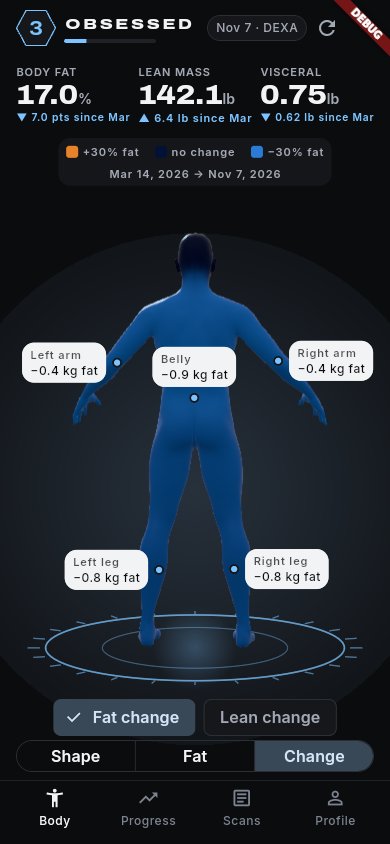 3 OBSESSED
Nov 7 · DEXA
DEBUG
BODY FAT
17.0%
▼ 7.0 pts since Mar
LEAN MASS
142.1lb
▲ 6.4 lb since Mar
VISCERAL
0.75lb
▼ 0.62 lb since Mar
+30% fat no change −30% fat
Mar 14, 2026 → Nov 7, 2026
Left arm
−0.4 kg fat
Belly
−0.9 kg fat
Right arm
−0.4 kg fat
Left leg
−0.8 kg fat
Right leg
−0.8 kg fat
Fat change
Lean change
Shape
Fat
Change
Body
Progress
Scans
Profile